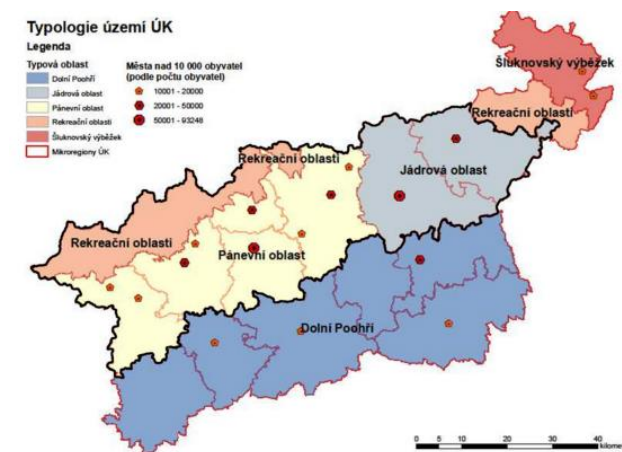 Typologie území ÚK
Legenda
Typová oblast
Dolní Poohří
Jádrová oblast
Pánevní oblast
Rekreační oblasti
Šluknovský výběžek
Mikroregiony ÚK
Města nad 10 000 obyvatel
(podle počtu obyvatel)
10001 - 20000
20001 - 50000
50001 - 93248
Šluknovský výběžek
Rekreační oblasti
Rekreační oblasti
Jádrová oblast
Rekreační oblasti
Pánevní oblast
Dolní Poohří
0 5 10 20 30 40